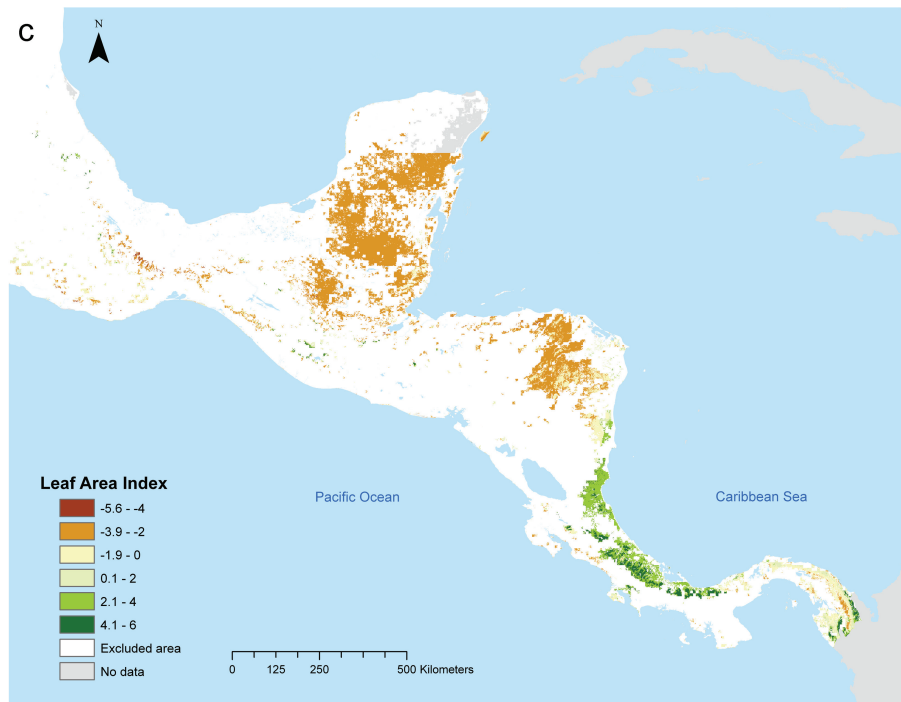 C
N
Leaf Area Index
-5.6 - -4
-3.9 - -2
-1.9 - 0
0.1 - 2
2.1 - 4
4.1 - 6
Excluded area
No data
Pacific Ocean
Caribbean Sea
0 125 250 500 Kilometers